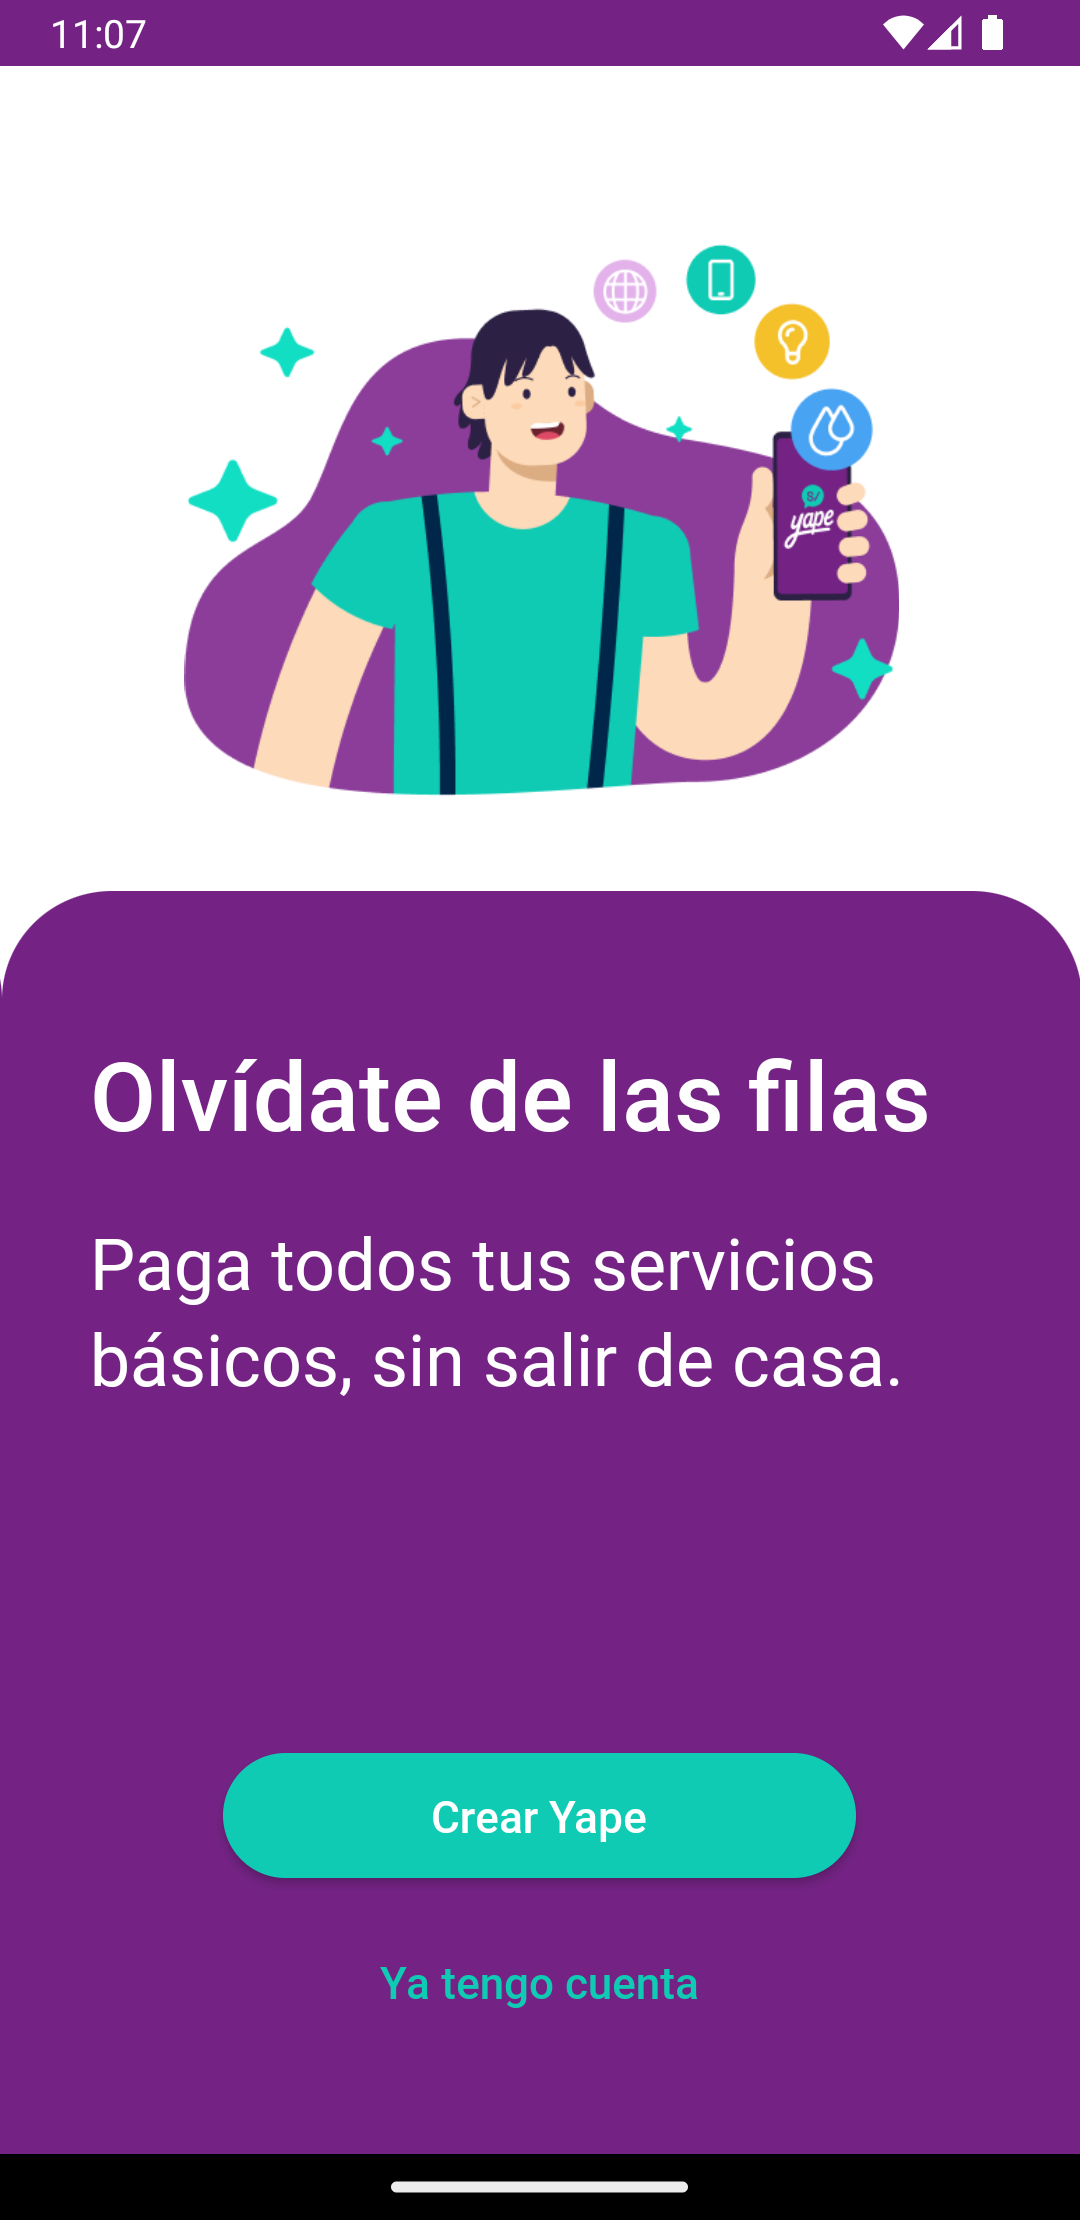 11:07
S/
yape
Olvídate de las filas
Paga todos tus servicios
básicos, sin salir de casa.
Crear Yape
Ya tengo cuenta